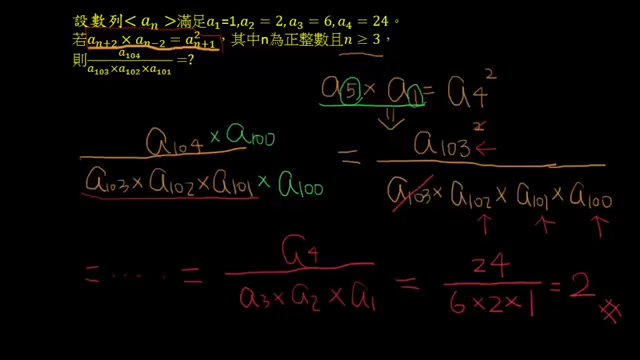 設數列 < aₙ > 滿足a₁=1,a₂ = 2, a₃ = 6, a₄ = 24。
若 aₙ₊₂ × aₙ₋₂ = a²ₙ₊₁ ,其中n為正整數且n ≥ 3,
則 a₁₀₄ / (a₁₀₃ × a₁₀₂ × a₁₀₁) =?
a₅ × a₁ = a₄²
(a₁₀₄ × a₁₀₀) / (a₁₀₃ × a₁₀₂ × a₁₀₁ × a₁₀₀) = a₁₀₃² / (a₁₀₃ × a₁₀₂ × a₁₀₁ × a₁₀₀)
= ⋯⋯ = a₄ / (a₃ × a₂ × a₁) = 24 / (6 × 2 × 1) = 2